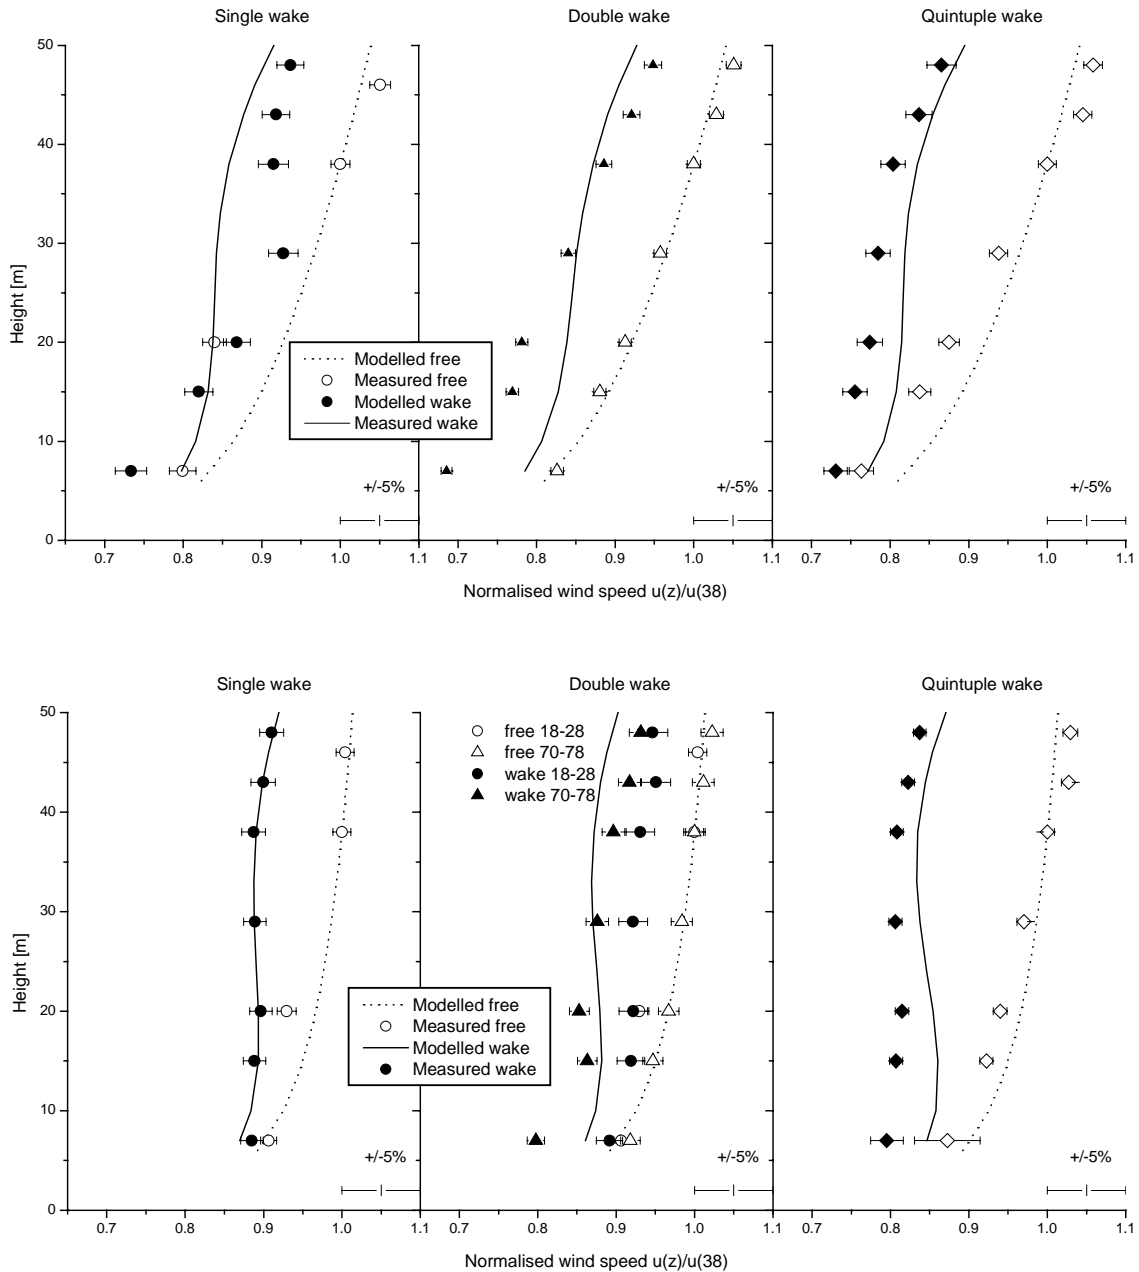 Single wake
Double wake
Quintuple wake
50
40
30
20
10
0
Height [m]
Modelled free
Measured free
Modelled wake
Measured wake
+/-5%
+/-5%
+/-5%
0.7 0.8 0.9 1.0 1.1 0.7 0.8 0.9 1.0 1.1 0.7 0.8 0.9 1.0 1.1
Normalised wind speed u(z)/u(38)
Single wake
Double wake
Quintuple wake
50
40
30
20
10
0
Height [m]
free 18-28
free 70-78
wake 18-28
wake 70-78
Modelled free
Measured free
Modelled wake
Measured wake
+/-5%
+/-5%
+/-5%
0.7 0.8 0.9 1.0 1.1 0.7 0.8 0.9 1.0 1.1 0.7 0.8 0.9 1.0 1.1
Normalised wind speed u(z)/u(38)